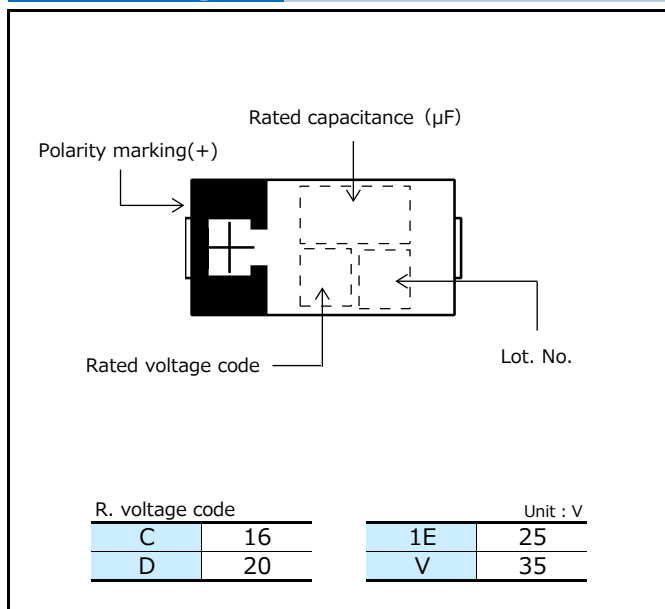 Rated capacitance (µF)
Polarity marking(+)
Rated voltage code
Lot. No.
R. voltage code
Unit : V
C 16 1E 25
D 20 V 35